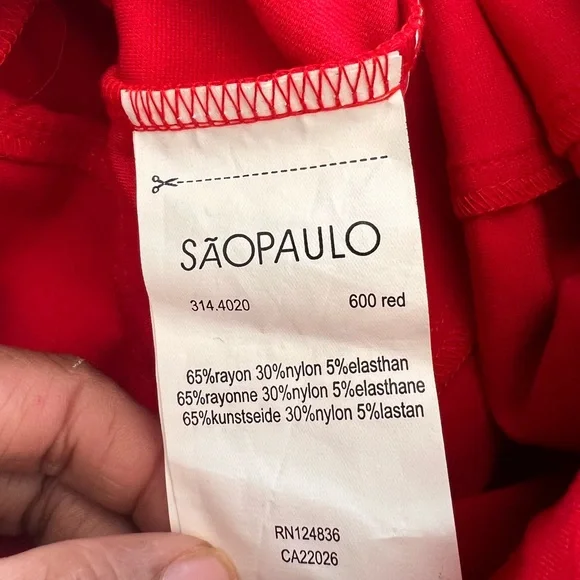 SÃOPAULO
314.4020 600 red
65%rayon 30%nylon 5%elasthan
65%rayonne 30%nylon 5%elasthane
65%kunstseide 30%nylon 5%lastan
RN124836
CA22026